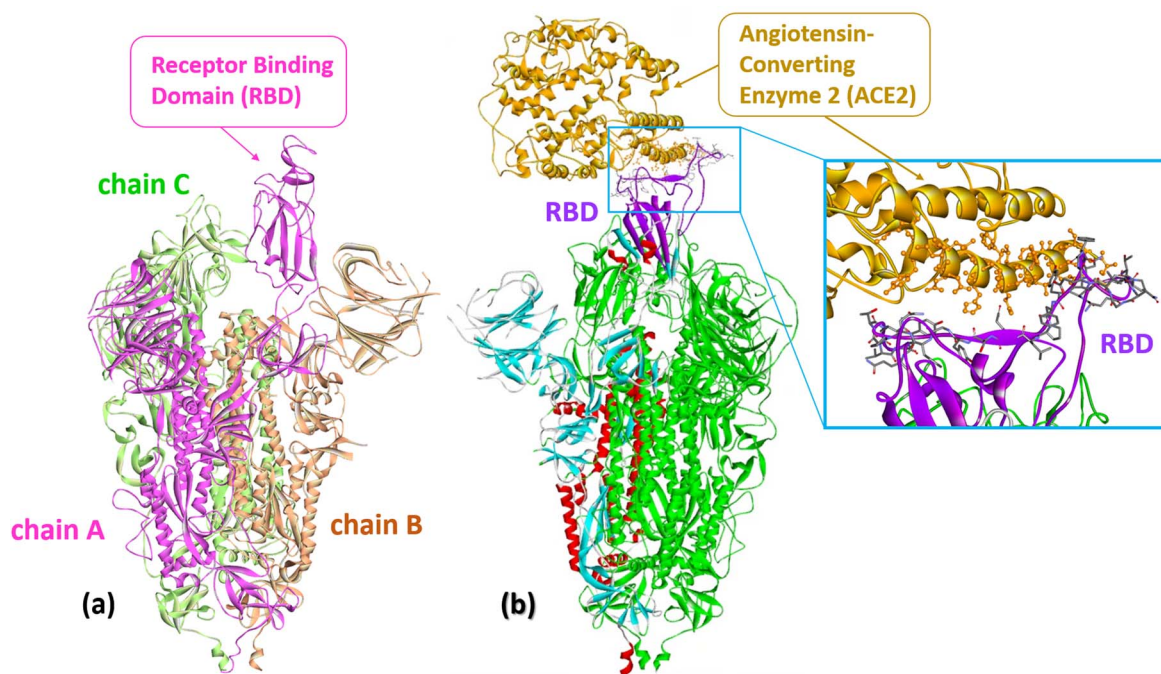 Receptor Binding
Domain (RBD)
chain C
chain A
chain B
(a)
Angiotensin-
Converting
Enzyme 2 (ACE2)
RBD
RBD
(b)